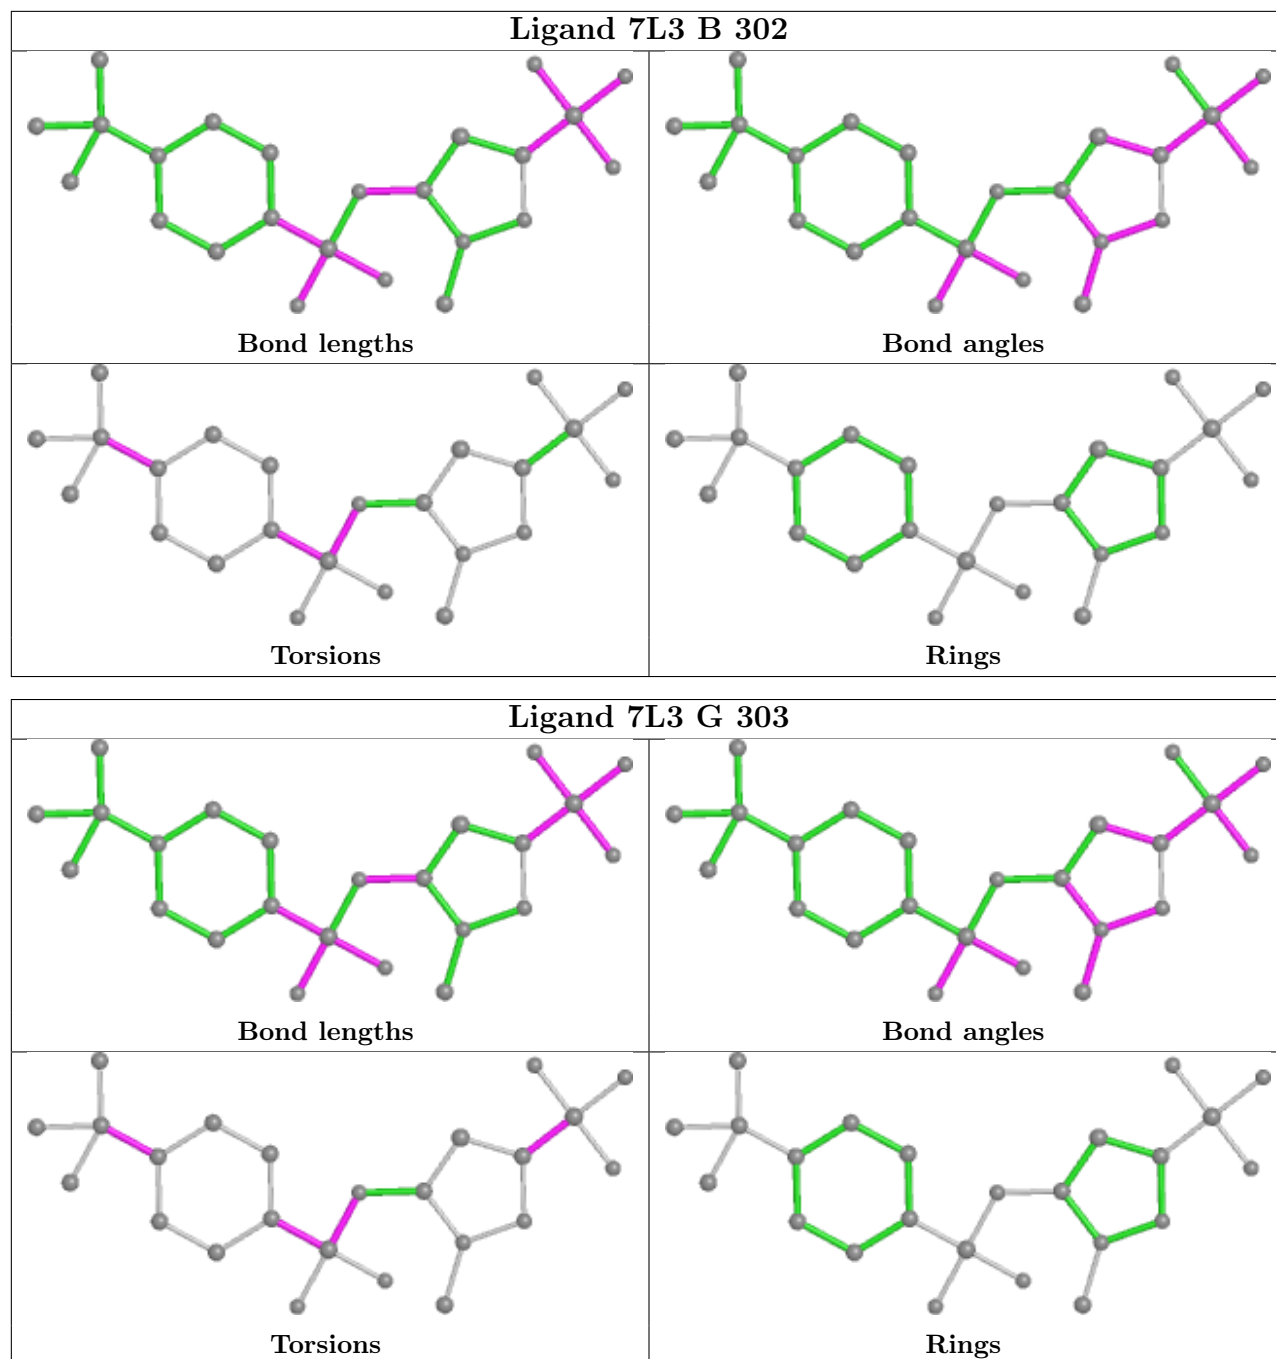 Ligand 7L3 B 302
Bond lengths
Bond angles
Torsions
Rings
Ligand 7L3 G 303
Bond lengths
Bond angles
Torsions
Rings